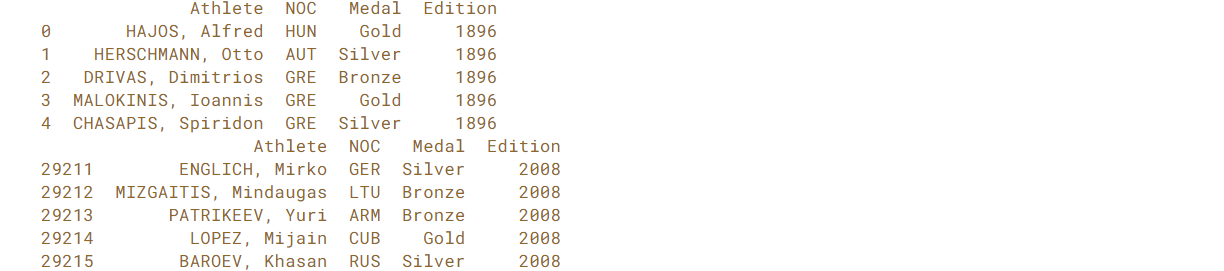 Athlete NOC Medal Edition
0 HAJOS, Alfred HUN Gold 1896
1 HERSCHMANN, Otto AUT Silver 1896
2 DRIVAS, Dimitrios GRE Bronze 1896
3 MALOKINIS, Ioannis GRE Gold 1896
4 CHASAPIS, Spiridon GRE Silver 1896
Athlete NOC Medal Edition
29211 ENGLICH, Mirko GER Silver 2008
29212 MIZGAITIS, Mindaugas LTU Bronze 2008
29213 PATRIKEEV, Yuri ARM Bronze 2008
29214 LOPEZ, Mijain CUB Gold 2008
29215 BAROEV, Khasan RUS Silver 2008